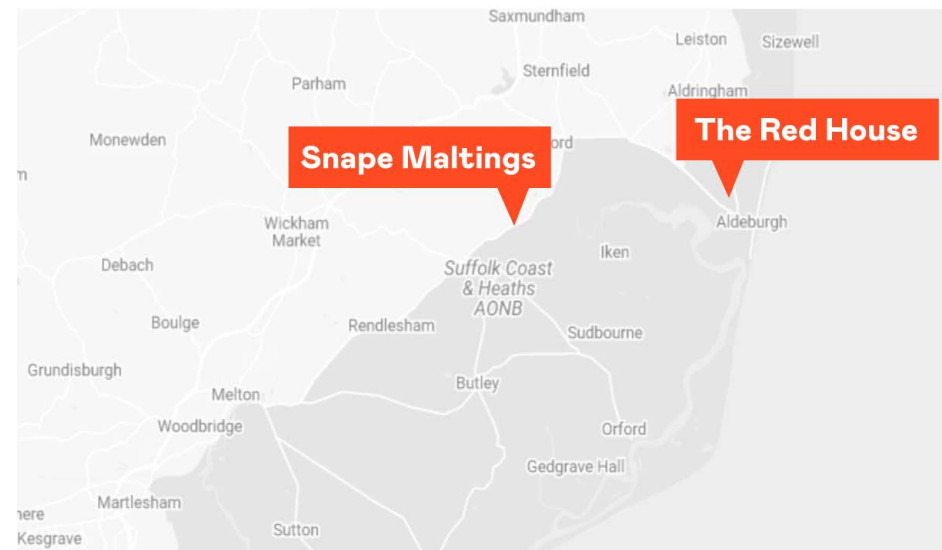 Saxmundham
Leiston
Sizewell
Sternfield
Parham
Aldringham
Monewden
ord
The Red House
Snape Maltings
m
Wickham
Market
Aldeburgh
Iken
Debach
Suffolk Coast
& Heaths
AONB
Boulge
Rendlesham
Sudbourne
Grundisburgh
Butley
Melton
Woodbridge
Orford
Gedgrave Hall
Martlesham
nere
Sutton
Kesgrave